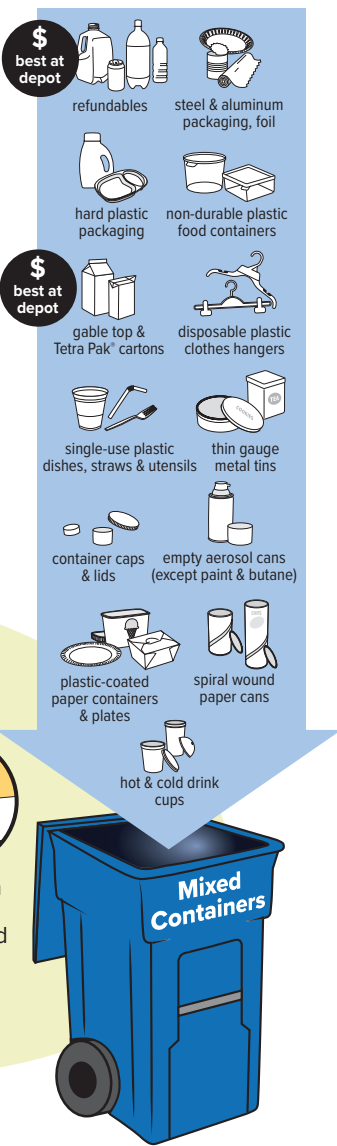 $
best at
depot
refundables
steel & aluminum
packaging, foil
hard plastic
packaging
non-durable plastic
food containers
$
best at
depot
gable top &
Tetra Pak® cartons
disposable plastic
clothes hangers
COOKIES
TEA
single-use plastic
dishes, straws & utensils
thin gauge
metal tins
container caps
& lids
empty aerosol cans
(except paint & butane)
plastic-coated
paper containers
& plates
spiral wound
paper cans
hot & cold drink
cups
Mixed
Containers